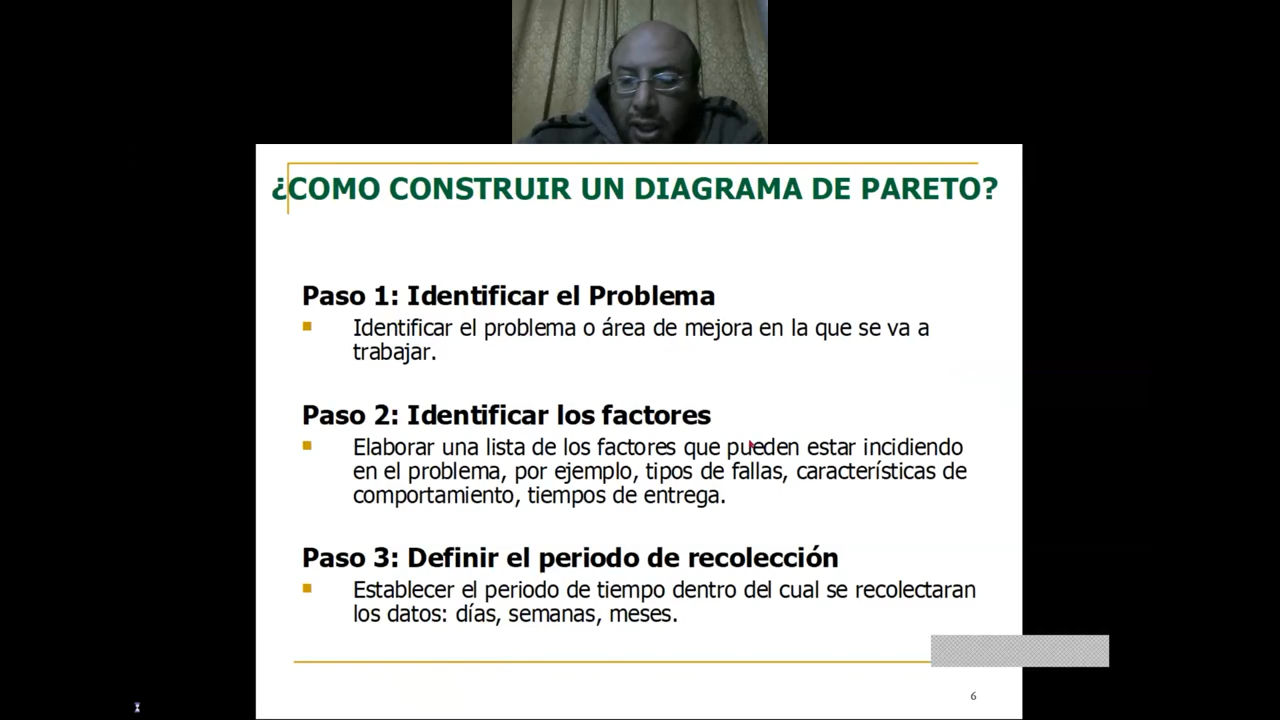 ¿COMO CONSTRUIR UN DIAGRAMA DE PARETO?
Paso 1: Identificar el Problema
Identificar el problema o área de mejora en la que se va a
trabajar.
Paso 2: Identificar los factores
Elaborar una lista de los factores que pueden estar incidiendo
en el problema, por ejemplo, tipos de fallas, características de
comportamiento, tiempos de entrega.
Paso 3: Definir el periodo de recolección
Establecer el periodo de tiempo dentro del cual se recolectaran
los datos: días, semanas, meses.
6